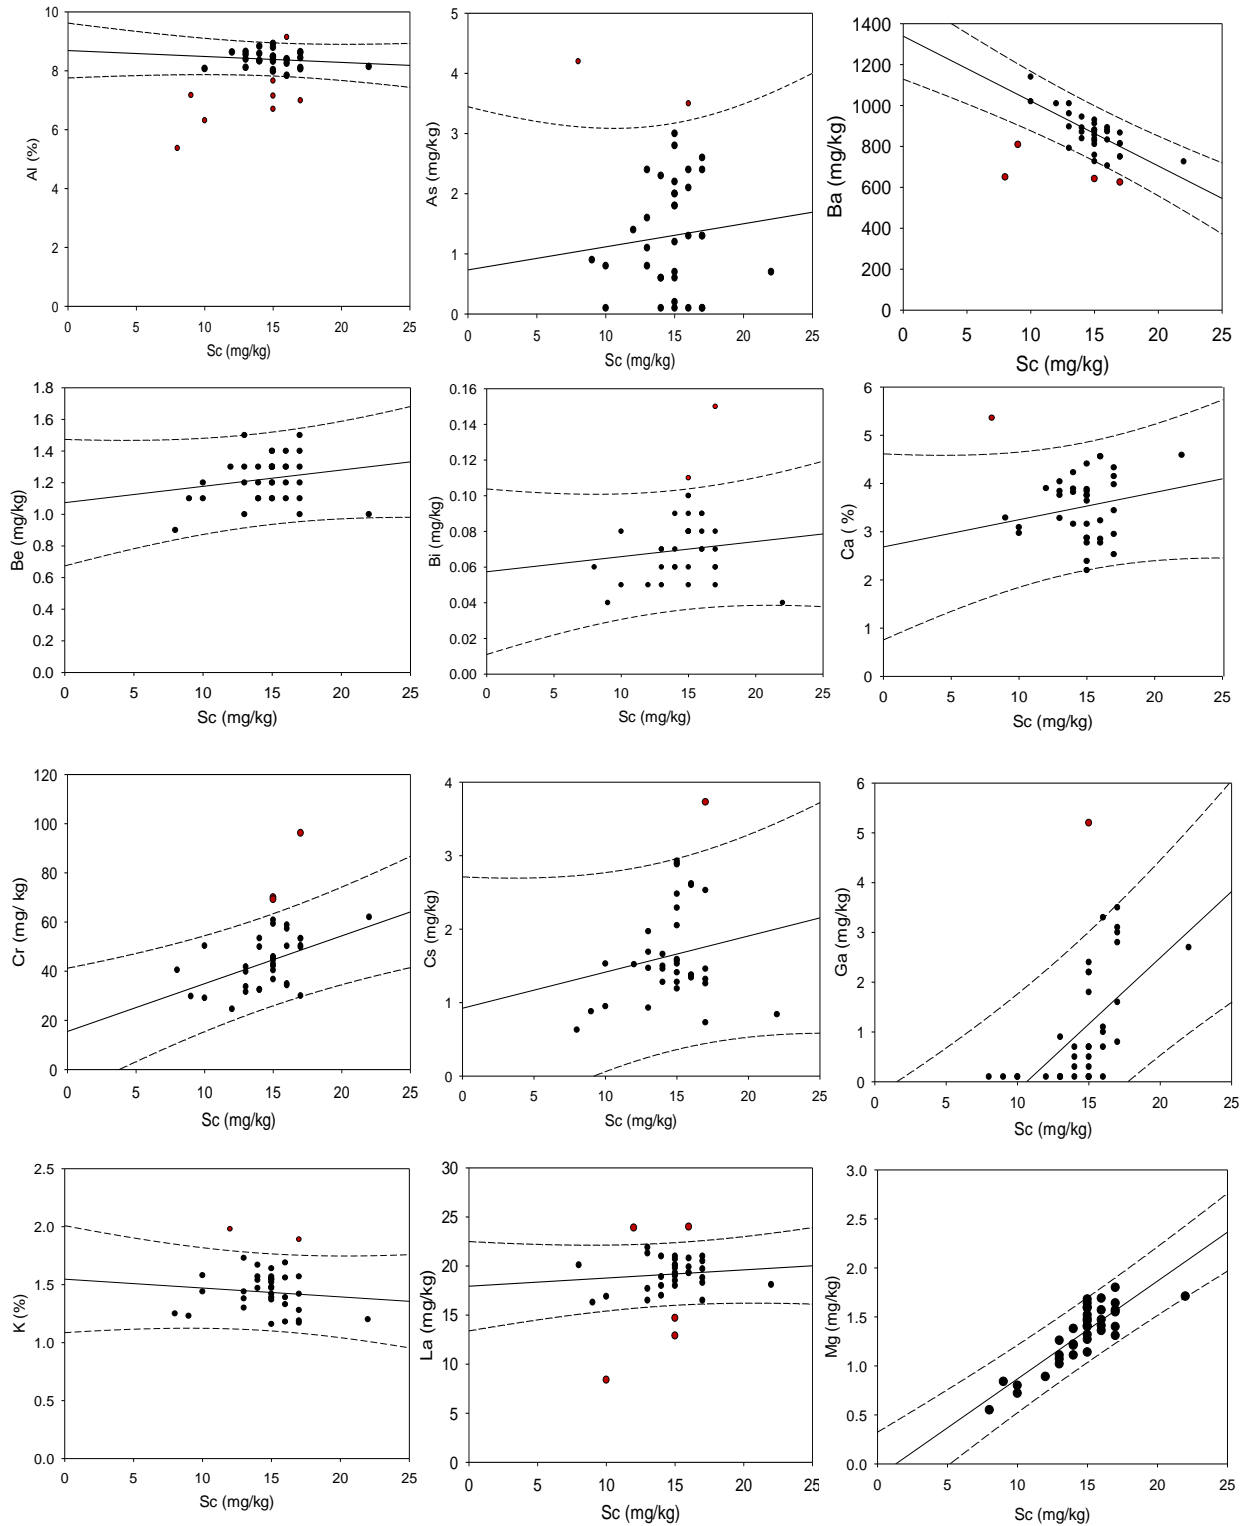 Al (%)
10
8
6
4
2
0
0 5 10 15 20 25
Sc (mg/kg)
As (mg/kg)
5
4
3
2
1
0
0 5 10 15 20 25
Sc (mg/kg)
Ba (mg/kg)
1400
1200
1000
800
600
400
200
0
0 5 10 15 20 25
Sc (mg/kg)
Be (mg/kg)
1.8
1.6
1.4
1.2
1.0
0.8
0.6
0.4
0.2
0.0
0 5 10 15 20 25
Sc (mg/kg)
Bi (mg/kg)
0.16
0.14
0.12
0.10
0.08
0.06
0.04
0.02
0.00
0 5 10 15 20 25
Sc (mg/kg)
Ca ( %)
6
5
4
3
2
1
0
0 5 10 15 20 25
Sc (mg/kg)
Cr (mg/ kg)
120
100
80
60
40
20
0
0 5 10 15 20 25
Sc (mg/kg)
Cs (mg/kg)
4
3
2
1
0
0 5 10 15 20 25
Sc (mg/kg)
Ga (mg/kg)
6
5
4
3
2
1
0
0 5 10 15 20 25
Sc (mg/kg)
K (%)
2.5
2.0
1.5
1.0
0.5
0.0
0 5 10 15 20 25
Sc (mg/kg)
La (mg/kg)
30
25
20
15
10
5
0
0 5 10 15 20 25
Sc (mg/kg)
Mg (mg/kg)
3.0
2.5
2.0
1.5
1.0
0.5
0.0
0 5 10 15 20 25
Sc (mg/kg)